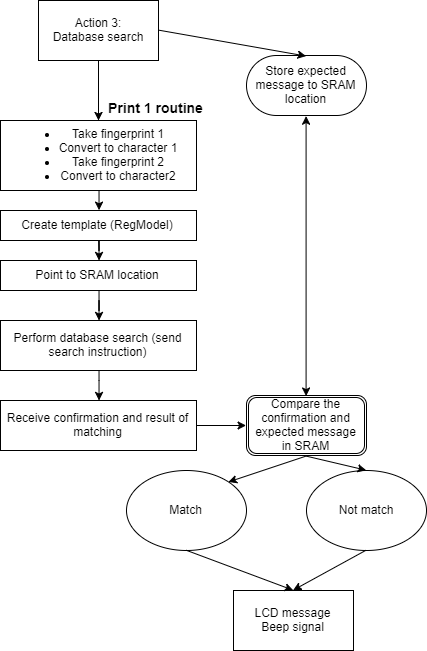 Action 3:
Database search
Store expected
message to SRAM
location
Print 1 routine
• Take fingerprint 1
• Convert to character 1
• Take fingerprint 2
• Convert to character2
Create template (RegModel)
Point to SRAM location
Perform database search (send
search instruction)
Receive confirmation and result of
matching
Compare the
confirmation and
expected message
in SRAM
Match
Not match
LCD message
Beep signal